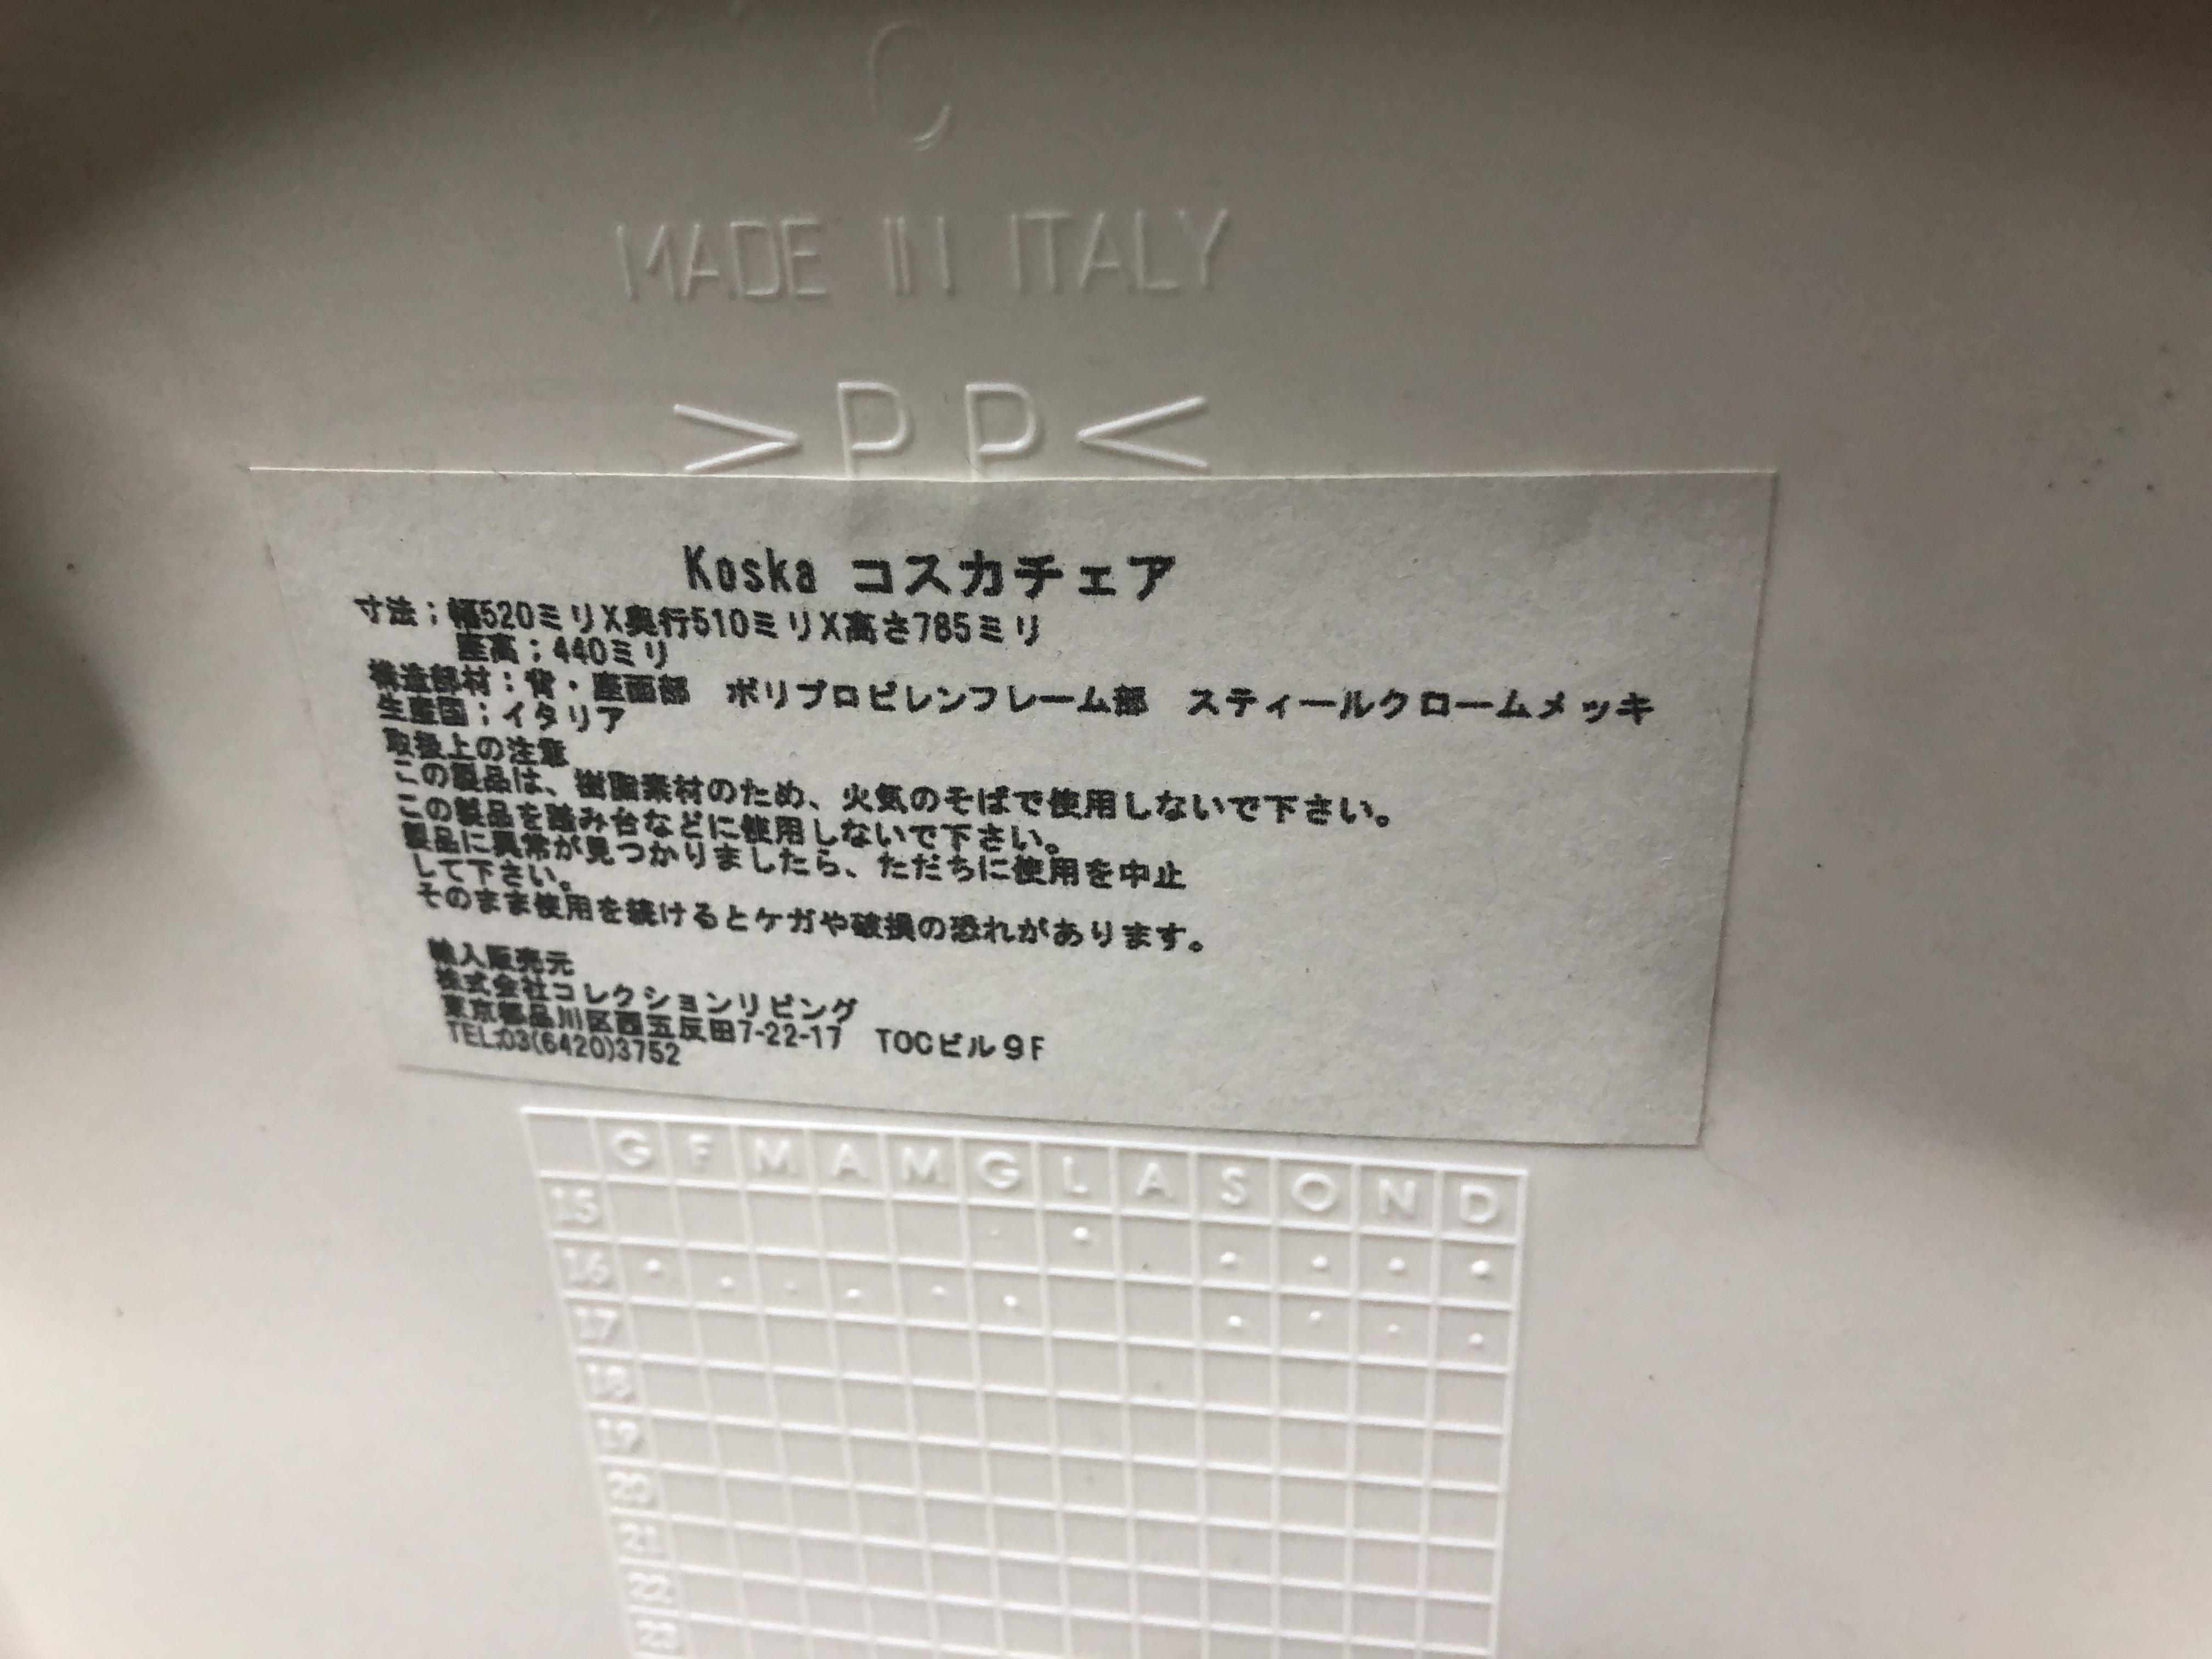 C
MADE IN ITALY
>PP<
Koska コスカチェア
寸法；幅520ミリX奥行510ミリX高さ785ミリ
座高；440ミリ
構造部材；背・座面部 ポリプロピレンフレーム部 スティールクロームメッキ
生産国；イタリア
取扱上の注意
この製品は、樹脂素材のため、火気のそばで使用しないで下さい。
この製品を踏み台などに使用しないで下さい。
製品に異常が見つかりましたら、ただちに使用を中止
して下さい。
そのまま使用を続けるとケガや破損の恐れがあります。
輸入販売元
株式会社コレクションリビング
東京都品川区西五反田7-22-17 TOCビル9F
TEL:03(6420)3752
G F M A M G L A S O N D
15
16
17
18
19
20
21
22
23